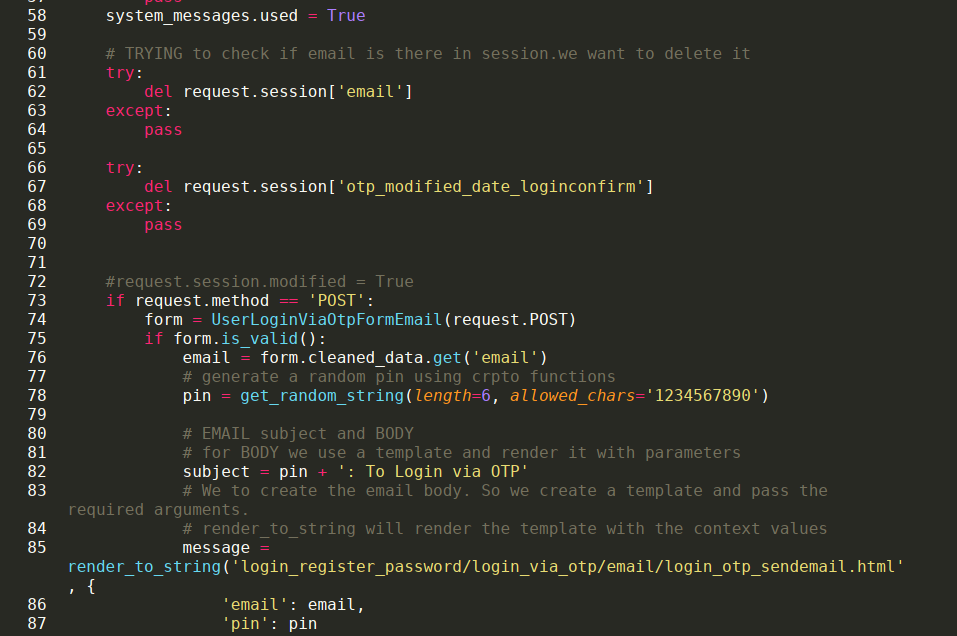 pass
58 system_messages.used = True
59
60 # TRYING to check if email is there in session.we want to delete it
61 try:
62 del request.session['email']
63 except:
64 pass
65
66 try:
67 del request.session['otp_modified_date_loginconfirm']
68 except:
69 pass
70
71
72 #request.session.modified = True
73 if request.method == 'POST':
74 form = UserLoginViaOtpFormEmail(request.POST)
75 if form.is_valid():
76 email = form.cleaned_data.get('email')
77 # generate a random pin using crpto functions
78 pin = get_random_string(length=6, allowed_chars='1234567890')
79
80 # EMAIL subject and BODY
81 # for BODY we use a template and render it with parameters
82 subject = pin + ': To Login via OTP'
83 # We to create the email body. So we create a template and pass the
required arguments.
84 # render_to_string will render the template with the context values
85 message =
render_to_string('login_register_password/login_via_otp/email/login_otp_sendemail.html'
, {
86 'email': email,
87 'pin': pin